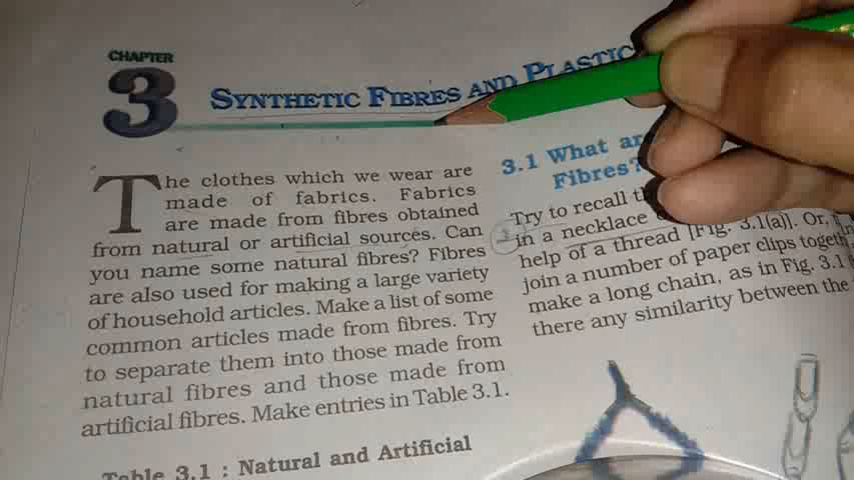 CHAPTER
3
SYNTHETIC FIBRES AND PLASTIC
The clothes which we wear are
made of fabrics. Fabrics
are made from fibres obtained
from natural or artificial sources. Can
you name some natural fibres? Fibres
are also used for making a large variety
of household articles. Make a list of some
common articles made from fibres. Try
to separate them into those made from
natural fibres and those made from
artificial fibres. Make entries in Table 3.1.
Table 3.1 : Natural and Artificial
3.1 What
Fibres?
Try to recall
in a necklace
[Fig. 3.1(a)]. Or,
help of a thread
join a number of paper clips
make a long chain, as in Fig. 3.1
there any similarity between the